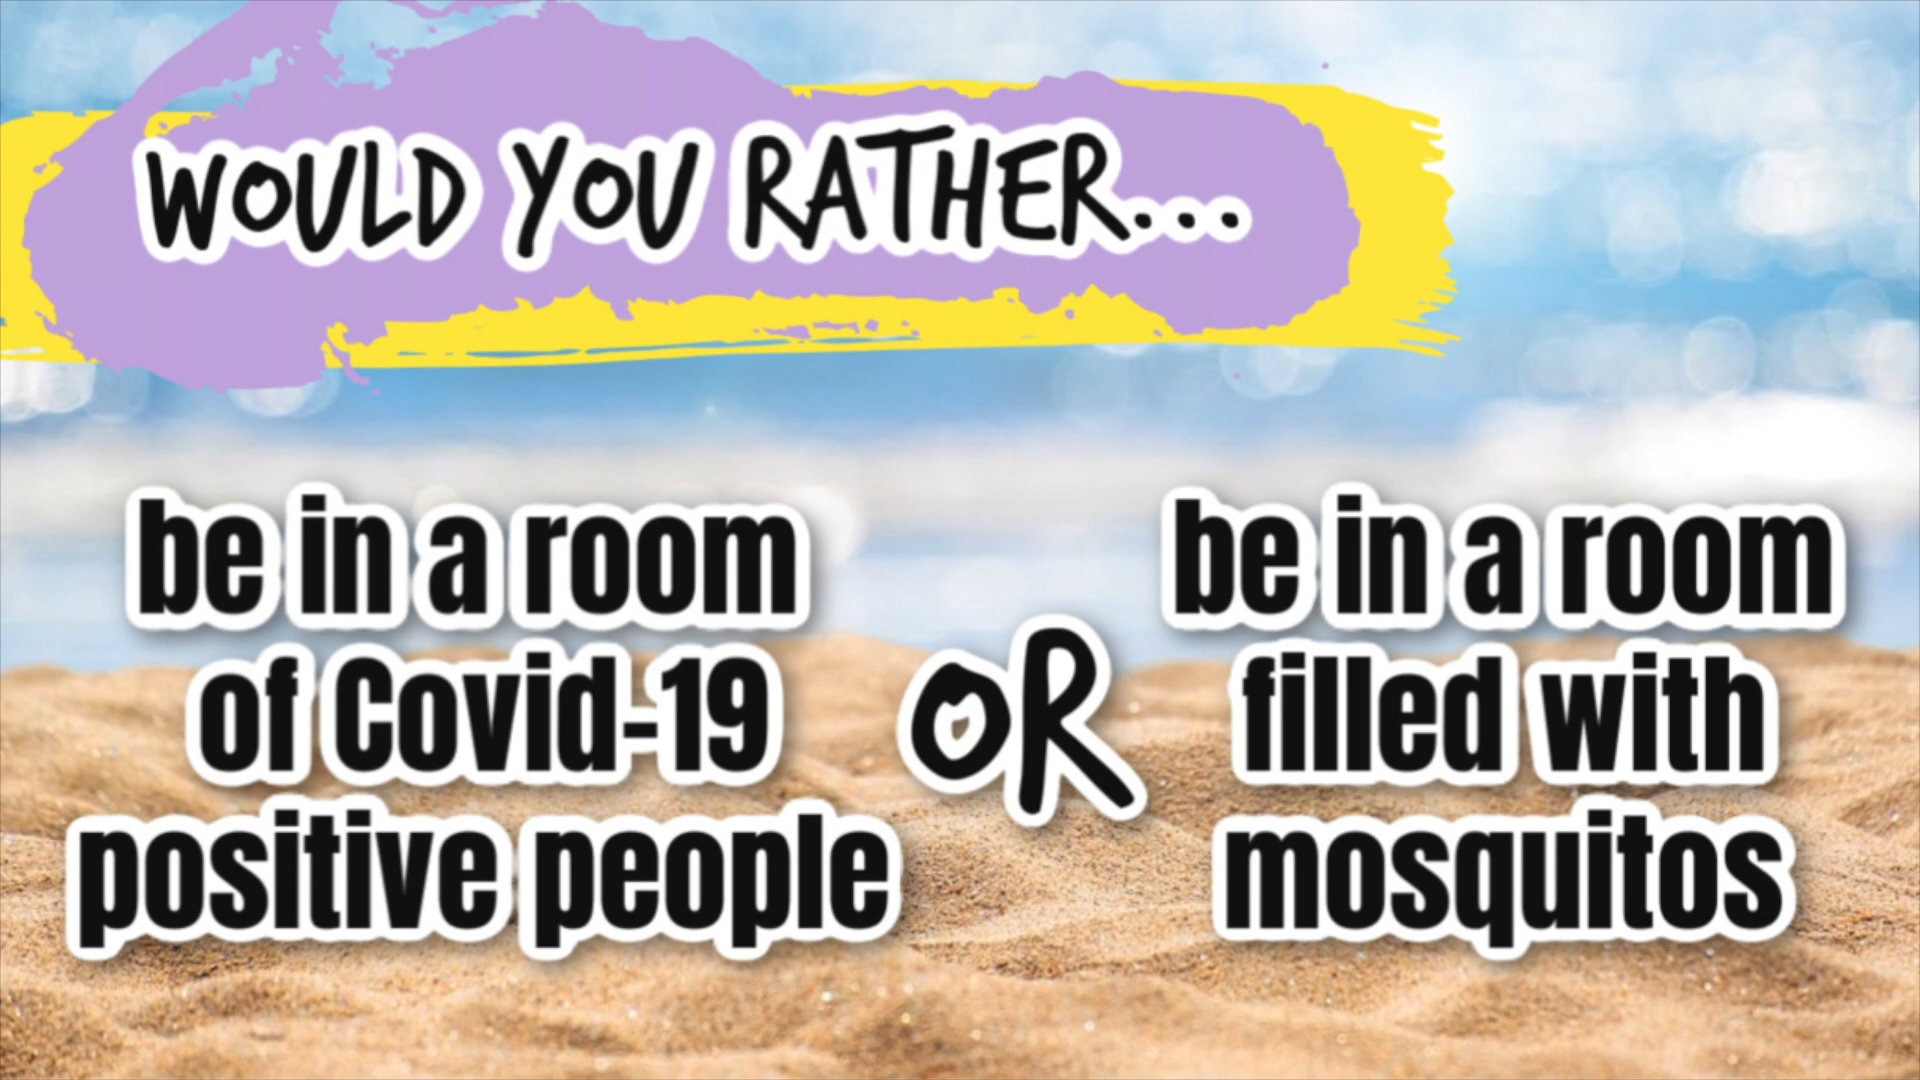 WOULD YOU RATHER...
be in a room
of Covid-19
positive people
OR
be in a room
filled with
mosquitos